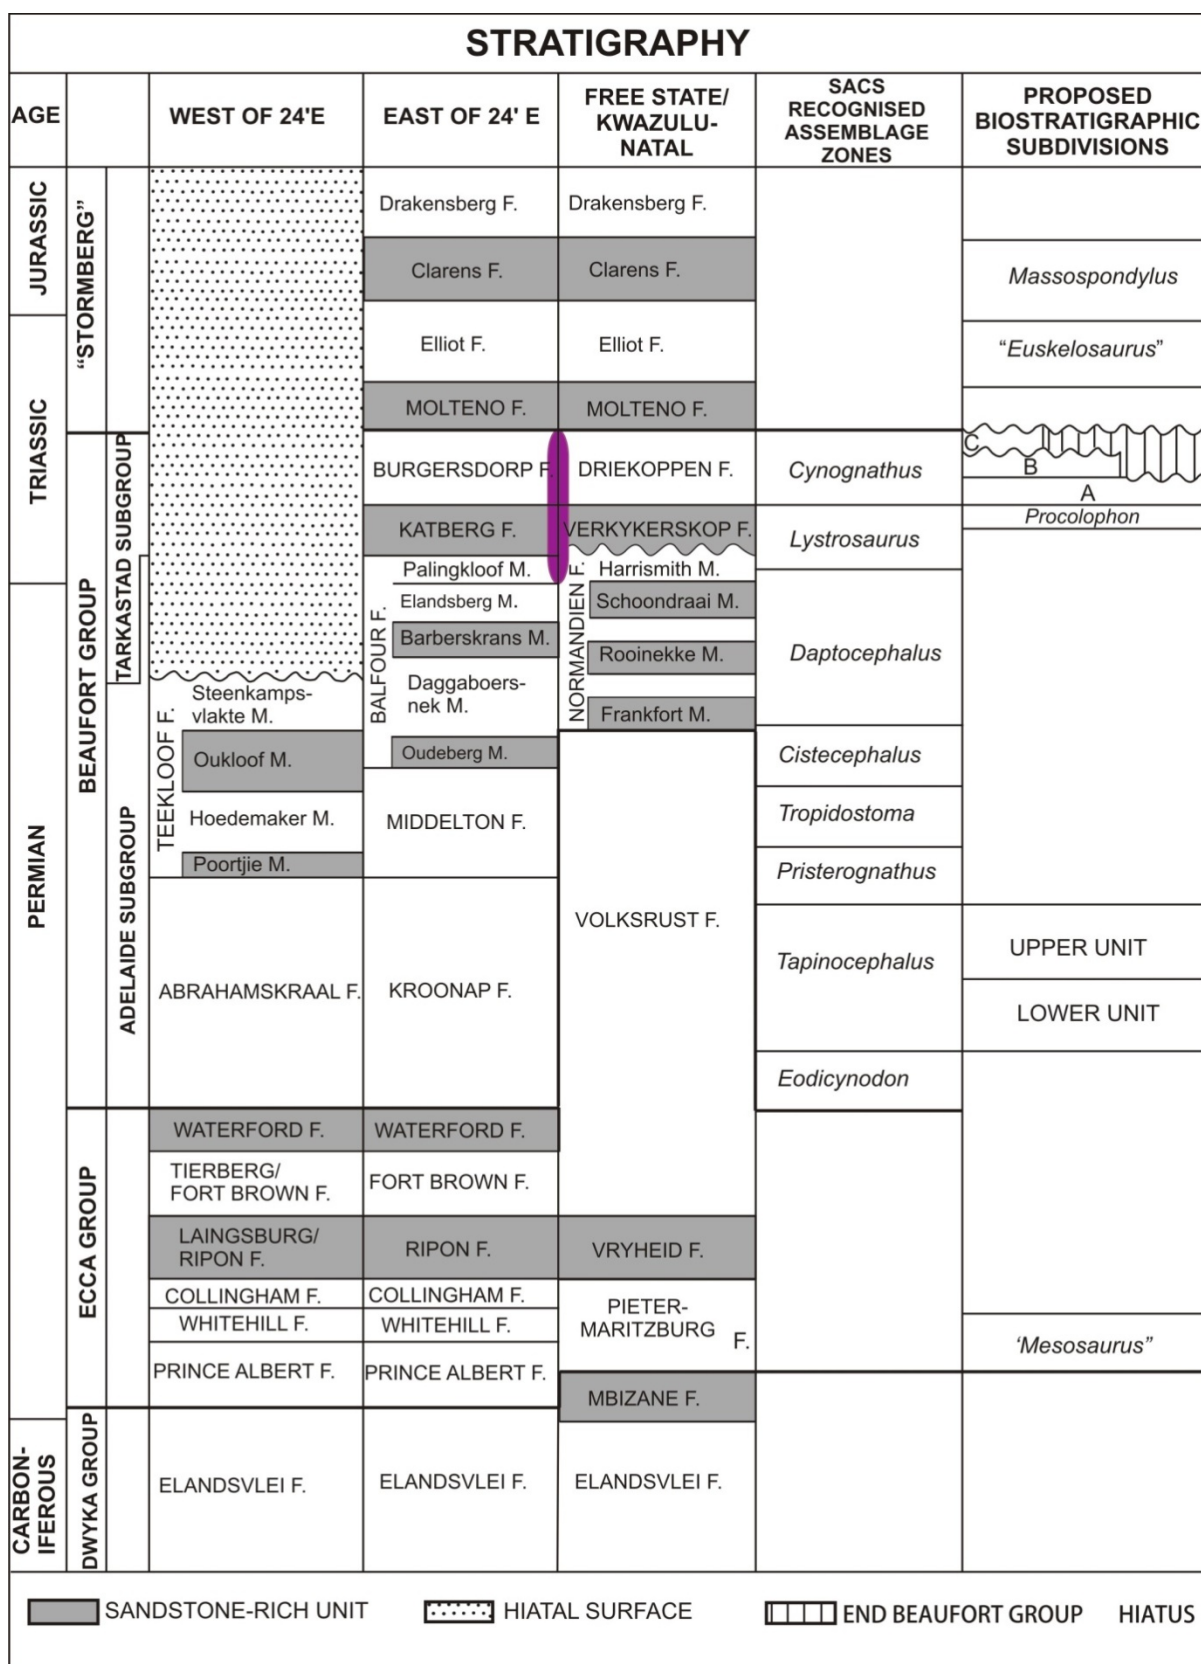 STRATIGRAPHY
AGE
WEST OF 24'E
EAST OF 24' E
FREE STATE/
KWAZULU-
NATAL
SACS
RECOGNISED
ASSEMBLAGE
ZONES
PROPOSED
BIOSTRATIGRAPHIC
SUBDIVISIONS
JURASSIC
TRIASSIC
PERMIAN
CARBON-
IFEROUS
"STORMBERG"
BEAUFORT GROUP
ECCA GROUP
DWYKA GROUP
TARKASTAD SUBGROUP
ADELAIDE SUBGROUP
TEEKLOOF F.
Steenkamps-
vlakte M.
Oukloof M.
Hoedemaker M.
Poortjie M.
ABRAHAMSKRAAL F.
WATERFORD F.
TIERBERG/
FORT BROWN F.
LAINGSBURG/
RIPON F.
COLLINGHAM F.
WHITEHILL F.
PRINCE ALBERT F.
ELANDSVLEI F.
Drakensberg F.
Clarens F.
Elliot F.
MOLTENO F.
BURGERSDORP F.
KATBERG F.
BALFOUR F.
Palingkloof M.
Elandsberg M.
Barberskrans M.
Daggaboers-
nek M.
Oudeberg M.
MIDDELTON F.
KROONAP F.
WATERFORD F.
FORT BROWN F.
RIPON F.
COLLINGHAM F.
WHITEHILL F.
PRINCE ALBERT F.
ELANDSVLEI F.
Drakensberg F.
Clarens F.
Elliot F.
MOLTENO F.
DRIEKOPPEN F.
VERKYKERSKOP F.
NORMANDIEN F.
Harrismith M.
Schoondraai M.
Rooinekke M.
Frankfort M.
VOLKSRUST F.
VRYHEID F.
PIETER-
MARITZBURG
F.
MBIZANE F.
ELANDSVLEI F.
Cynognathus
Lystrosaurus
Daptocephalus
Cistecephalus
Tropidostoma
Pristerognathus
Tapinocephalus
Eodicynodon
Massospondylus
“Euskelosaurus”
C
B
A
Procolophon
UPPER UNIT
LOWER UNIT
'Mesosaurus”
SANDSTONE-RICH UNIT
HIATAL SURFACE
END BEAUFORT GROUP HIATUS